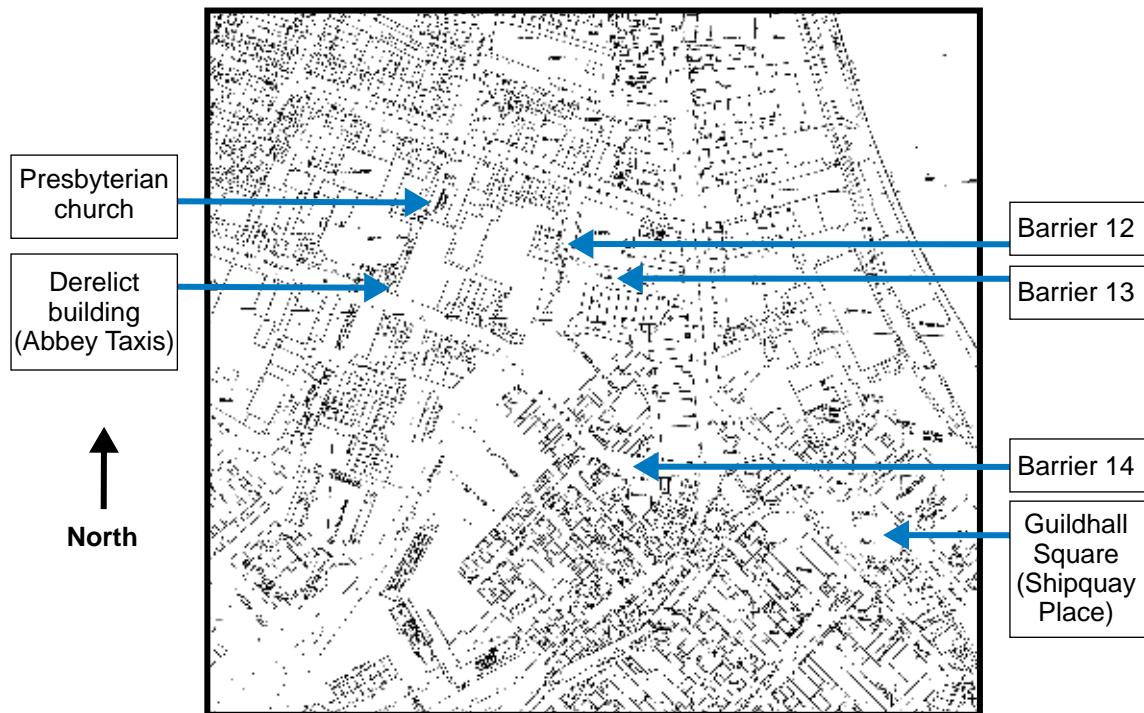 Presbyterian
church
Derelict
building
(Abbey Taxis)
North
Barrier 12
Barrier 13
Barrier 14
Guildhall
Square
(Shipquay
Place)